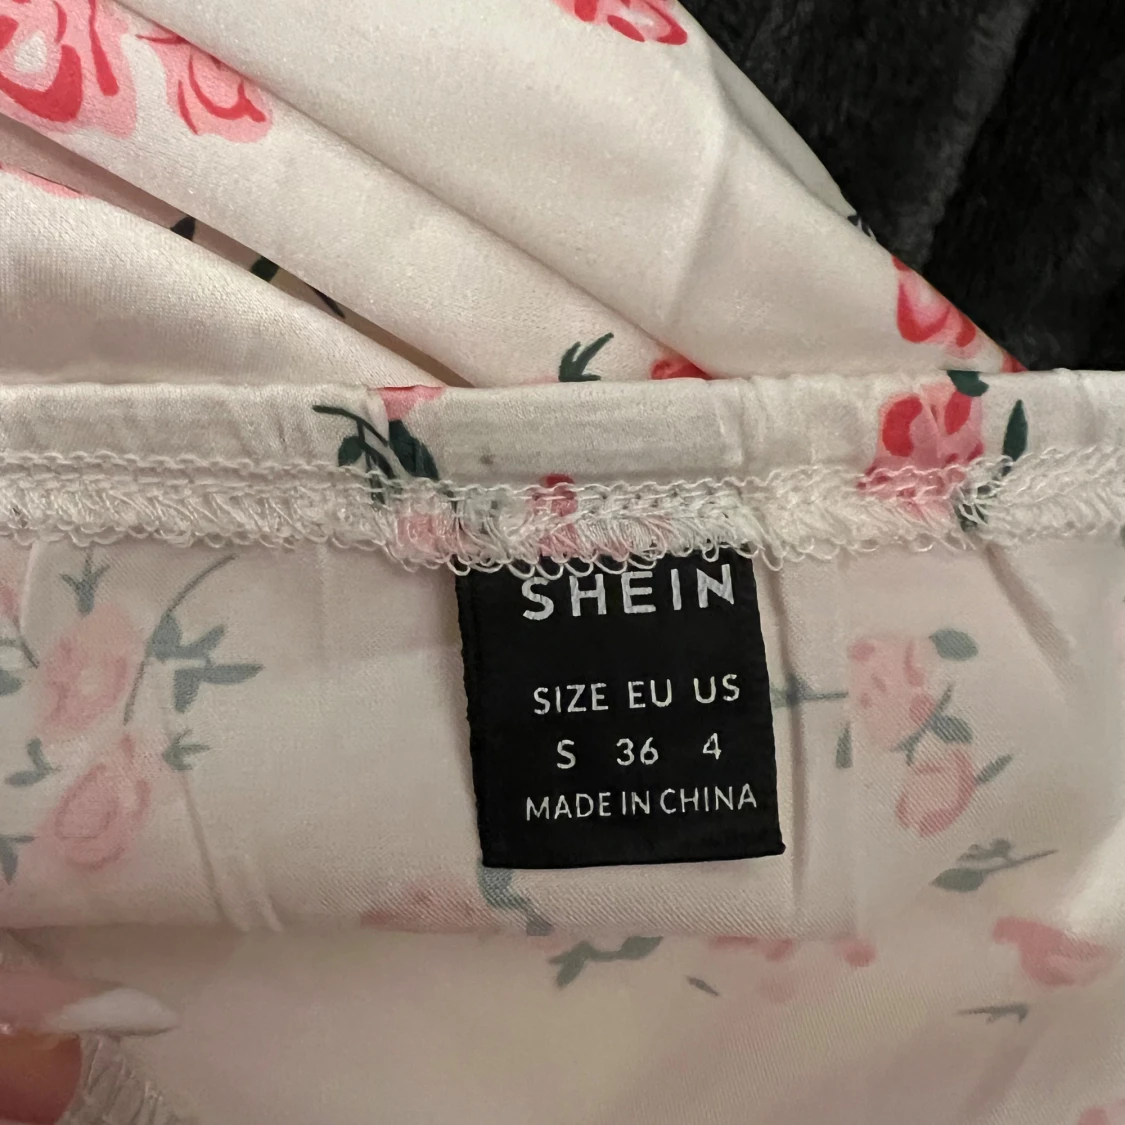 SHEIN
SIZE EU US
S 36 4
MADE IN CHINA